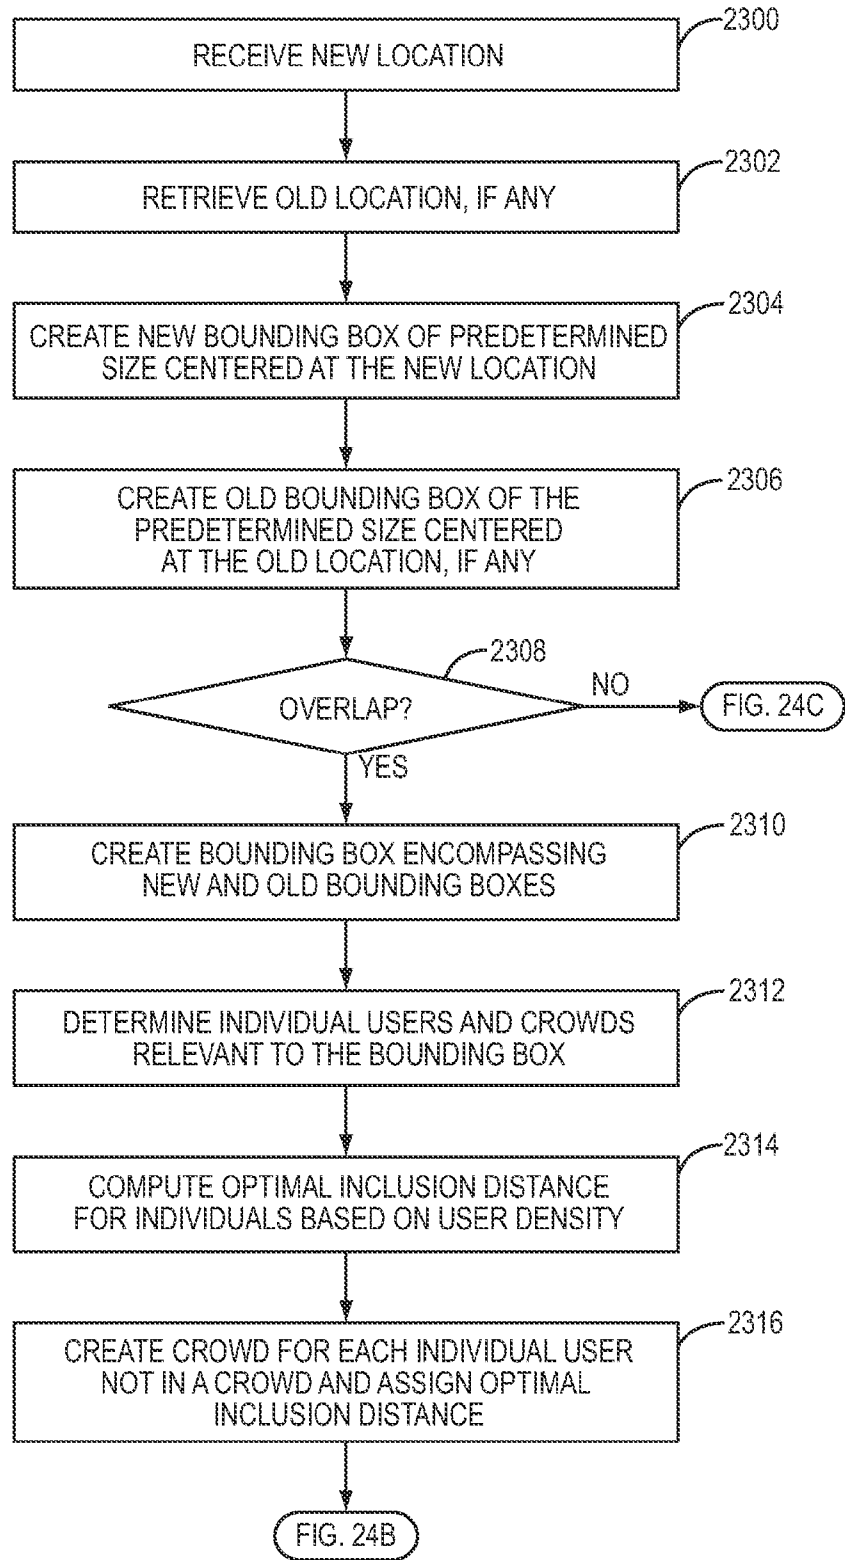 2300
RECEIVE NEW LOCATION
2302
RETRIEVE OLD LOCATION, IF ANY
2304
CREATE NEW BOUNDING BOX OF PREDETERMINED
SIZE CENTERED AT THE NEW LOCATION
2306
CREATE OLD BOUNDING BOX OF THE
PREDETERMINED SIZE CENTERED
AT THE OLD LOCATION, IF ANY
2308
OVERLAP?
NO
FIG. 24C
YES
2310
CREATE BOUNDING BOX ENCOMPASSING
NEW AND OLD BOUNDING BOXES
2312
DETERMINE INDIVIDUAL USERS AND CROWDS
RELEVANT TO THE BOUNDING BOX
2314
COMPUTE OPTIMAL INCLUSION DISTANCE
FOR INDIVIDUALS BASED ON USER DENSITY
2316
CREATE CROWD FOR EACH INDIVIDUAL USER
NOT IN A CROWD AND ASSIGN OPTIMAL
INCLUSION DISTANCE
FIG. 24B